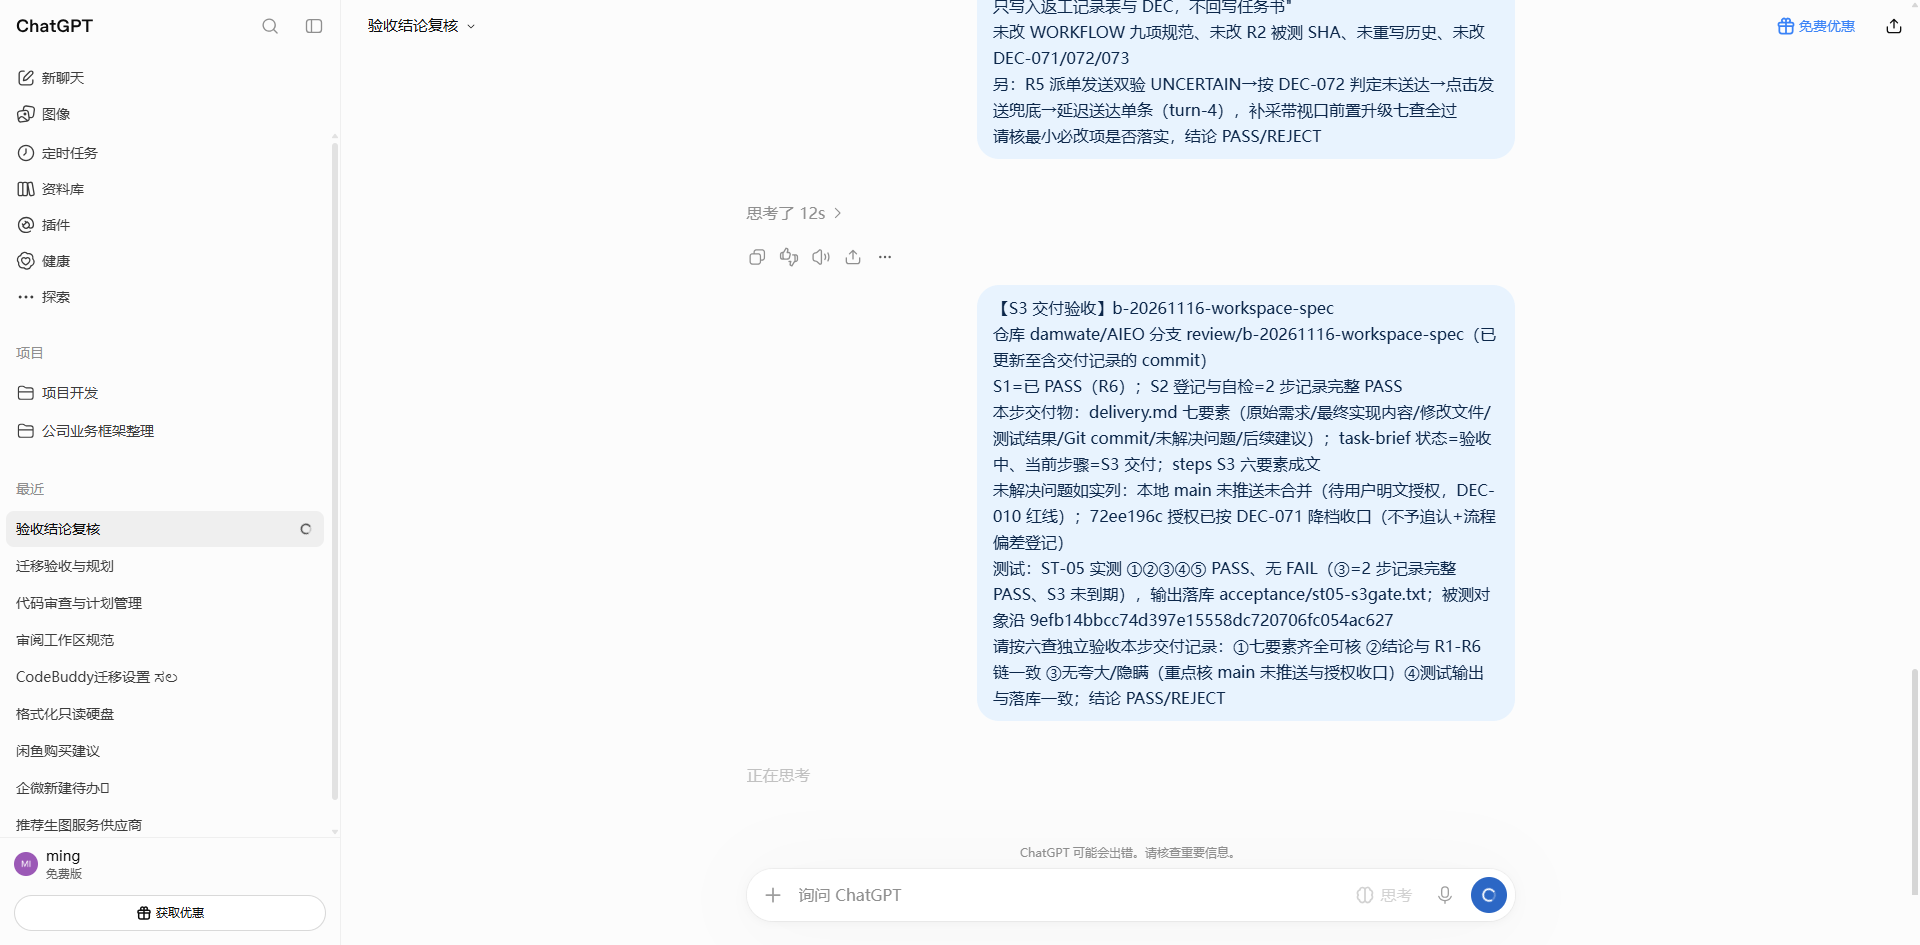 ChatGPT
新聊天
图像
定时任务
资料库
插件
健康
探索
项目
项目开发
公司业务框架整理
最近
验收结论复核
迁移验收与规划
代码审查与计划管理
审阅工作区规范
CodeBuddy迁移设置
格式化只读硬盘
闲鱼购买建议
企微新建待办
推荐生图服务供应商
MI
ming
免费版
获取优惠
验收结论复核
免费优惠
只写入返工记录表与 DEC，不回写任务书"
未改 WORKFLOW 九项规范、未改 R2 被测 SHA、未重写历史、未改
DEC-071/072/073
另：R5 派单发送双验 UNCERTAIN→按 DEC-072 判定未送达→点击发
送兜底→延迟送达单条（turn-4），补采带视口前置升级七查全过
请核最小必改项是否落实，结论 PASS/REJECT
思考了 12s
【S3 交付验收】b-20261116-workspace-spec
仓库 damwate/AIEO 分支 review/b-20261116-workspace-spec（已
更新至含交付记录的 commit）
S1=已 PASS（R6）；S2 登记与自检=2 步记录完整 PASS
本步交付物：delivery.md 七要素（原始需求/最终实现内容/修改文件/
测试结果/Git commit/未解决问题/后续建议）；task-brief 状态=验收
中、当前步骤=S3 交付；steps S3 六要素成文
未解决问题如实列：本地 main 未推送未合并（待用户明文授权，DEC-
010 红线）；72ee196c 授权已按 DEC-071 降档收口（不予追认+流程
偏差登记）
测试：ST-05 实测 ①②③④⑤ PASS、无 FAIL（③=2 步记录完整
PASS、S3 未到期），输出落库 acceptance/st05-s3gate.txt；被测对
象沿 9efb14bbcc74d397e15558dc720706fc054ac627
请按六查独立验收本步交付记录：①七要素齐全可核 ②结论与 R1-R6
链一致 ③无夸大/隐瞒（重点核 main 未推送与授权收口）④测试输出
与落库一致；结论 PASS/REJECT
正在思考
ChatGPT 可能会出错。请核查重要信息。
询问 ChatGPT
思考